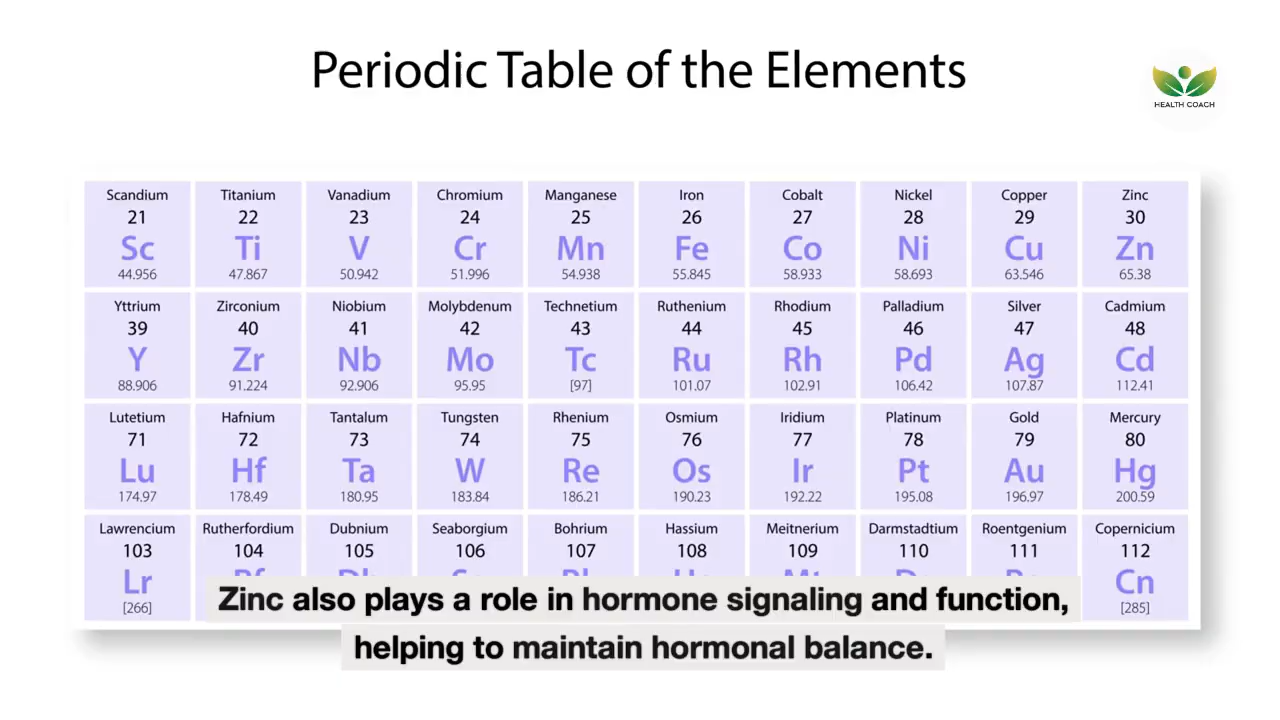 Periodic Table of the Elements
HEALTH COACH
Scandium Titanium Vanadium Chromium Manganese Iron Cobalt Nickel Copper Zinc
21 22 23 24 25 26 27 28 29 30
Sc Ti V Cr Mn Fe Co Ni Cu Zn
44.956 47.867 50.942 51.996 54.938 55.845 58.933 58.693 63.546 65.38
Yttrium Zirconium Niobium Molybdenum Technetium Ruthenium Rhodium Palladium Silver Cadmium
39 40 41 42 43 44 45 46 47 48
Y Zr Nb Mo Tc Ru Rh Pd Ag Cd
88.906 91.224 92.906 95.95 [97] 101.07 102.91 106.42 107.87 112.41
Lutetium Hafnium Tantalum Tungsten Rhenium Osmium Iridium Platinum Gold Mercury
71 72 73 74 75 76 77 78 79 80
Lu Hf Ta W Re Os Ir Pt Au Hg
174.97 178.49 180.95 183.84 186.21 190.23 192.22 195.08 196.97 200.59
Lawrencium Rutherfordium Dubnium Seaborgium Bohrium Hassium Meitnerium Darmstadtium Roentgenium Copernicium
103 104 105 106 107 108 109 110 111 112
Lr Cn
[266] [285]
Zinc also plays a role in hormone signaling and function,
helping to maintain hormonal balance.